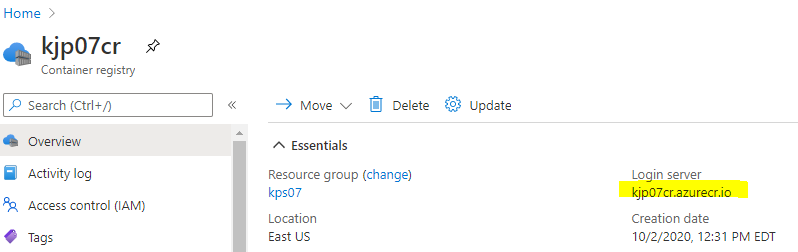 Home >
kjp07cr
Container registry
Search (Ctrl+/)
«
Overview
Activity log
Access control (IAM)
Tags
Move
Delete
Update
Essentials
Resource group (change)
kps07
Location
East US
Login server
kjp07cr.azurecr.io
Creation date
10/2/2020, 12:31 PM EDT